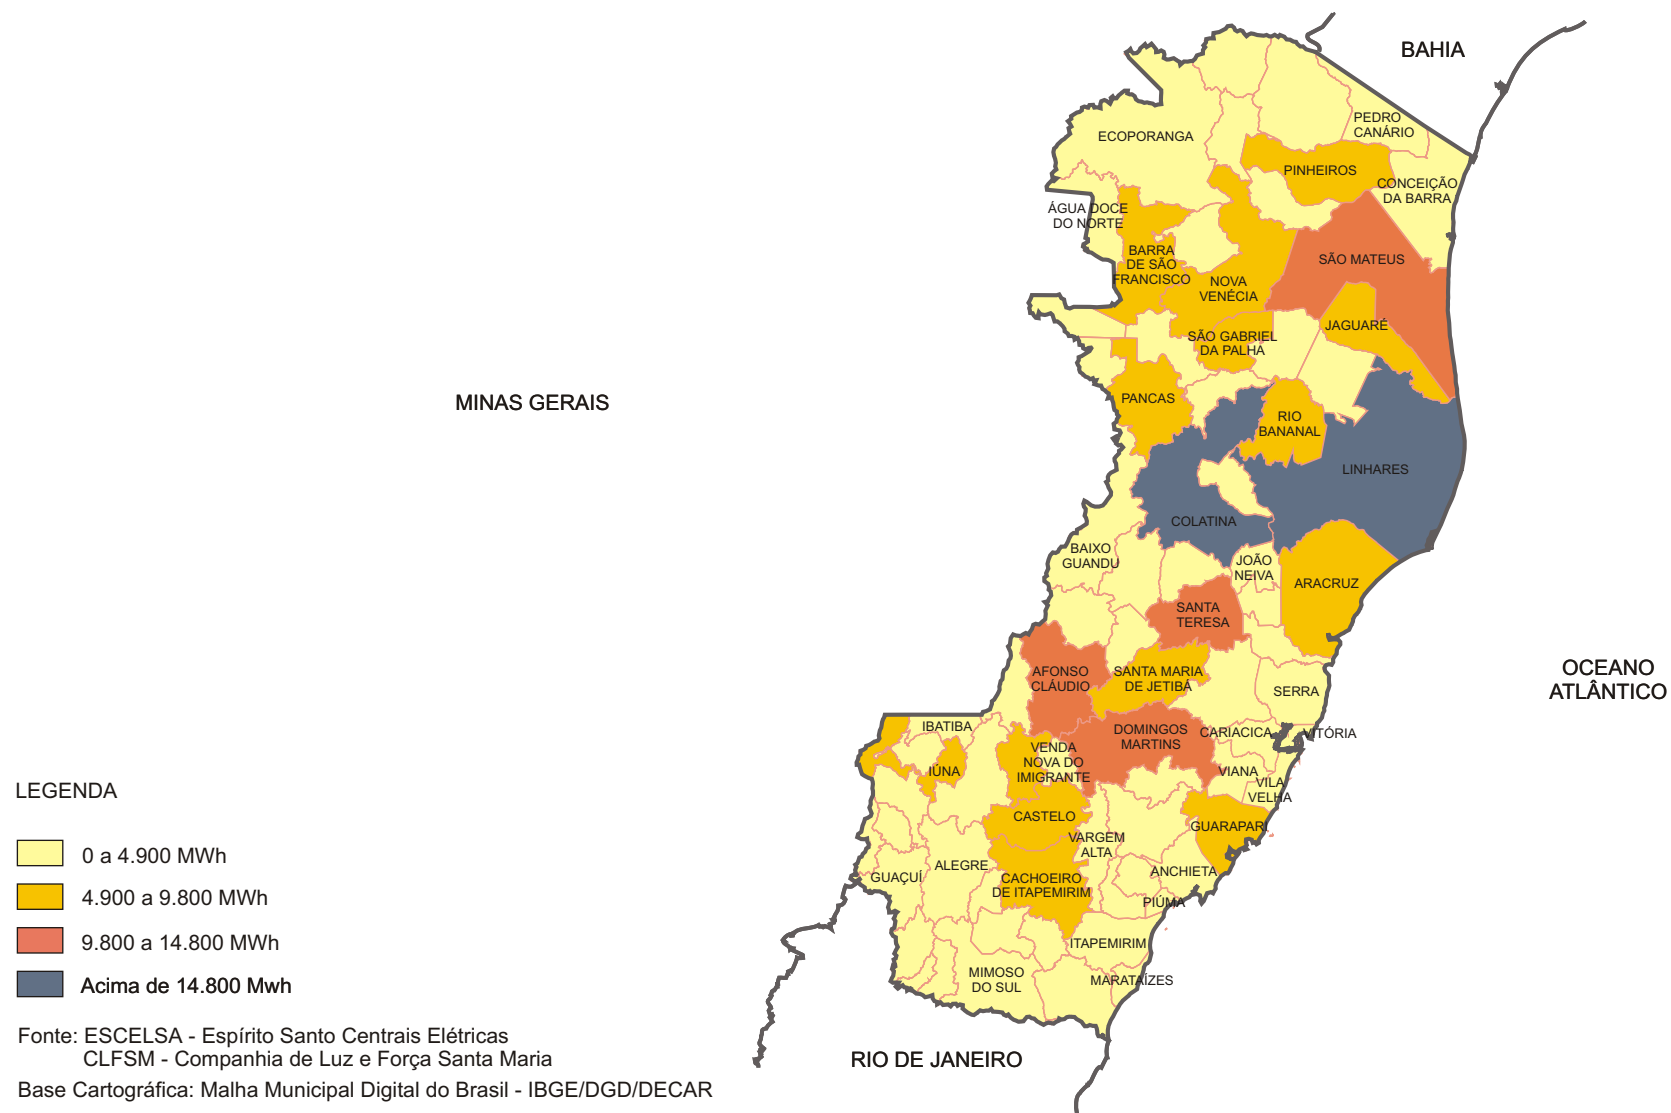 BAHIA
PEDRO
CANÁRIO
ECOPORANGA
PINHEIROS
CONCEIÇÃO
DA BARRA
ÁGUA DOCE
DO NORTE
BARRA
DE SÃO
FRANCISCO
SÃO MATEUS
NOVA
VENÉCIA
JAGUARÉ
SÃO GABRIEL
DA PALHA
MINAS GERAIS
PANCAS
RIO
BANANAL
LINHARES
COLATINA
BAIXO
GUANDU
JOÃO
NEIVA
ARACRUZ
SANTA
TERESA
AFONSO
CLÁUDIO
SANTA MARIA
DE JETIBÁ
SERRA
OCEANO
ATLÂNTICO
IBATIBA
DOMINGOS
MARTINS
CARIACICA
VITÓRIA
VENDA
NOVA DO
IMIGRANTE
IÚNA
VIANA
VILA
VELHA
CASTELO
GUARAPARI
VARGEM
ALTA
ALEGRE
GUAÇUÍ
CACHOEIRO
DE ITAPEMIRIM
ANCHIETA
PIÚMA
ITAPEMIRIM
MIMOSO
DO SUL
MARATAÍZES
RIO DE JANEIRO
LEGENDA
0 a 4.900 MWh
4.900 a 9.800 MWh
9.800 a 14.800 MWh
Acima de 14.800 Mwh
Fonte: ESCELSA - Espírito Santo Centrais Elétricas
CLFSM - Companhia de Luz e Força Santa Maria
Base Cartográfica: Malha Municipal Digital do Brasil - IBGE/DGD/DECAR